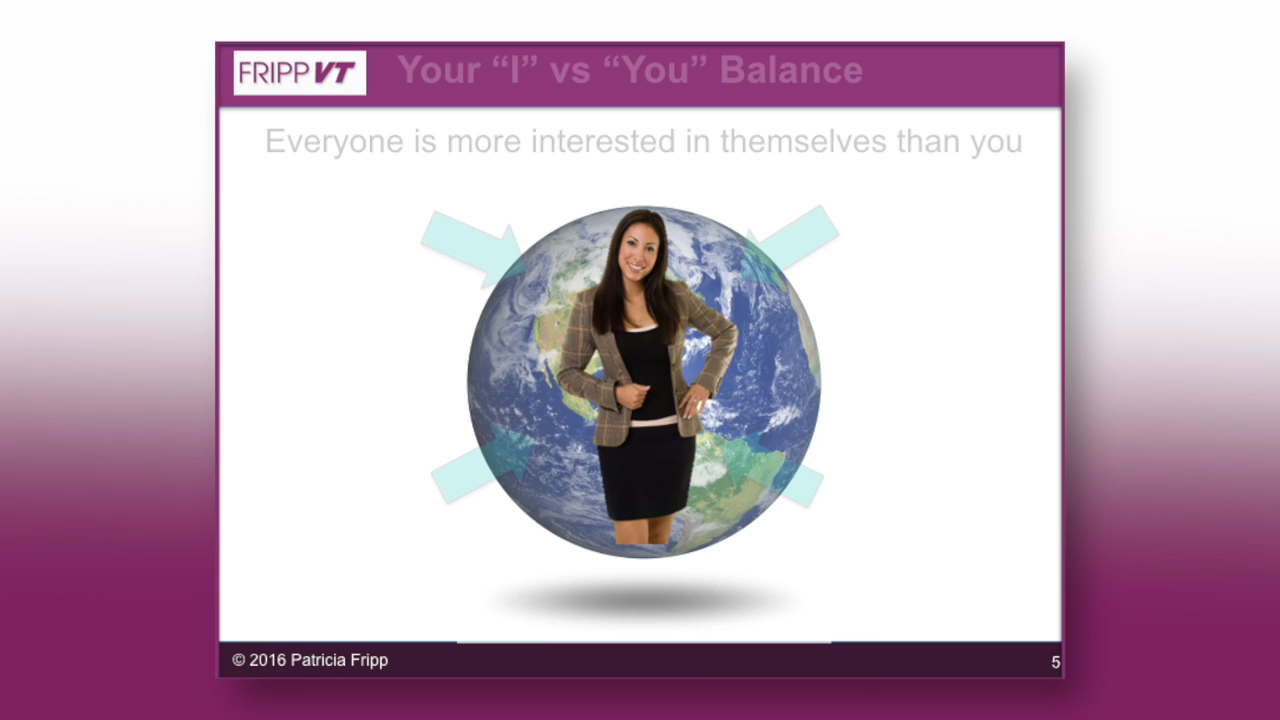 FRIPP VT
Your “I” vs “You” Balance
Everyone is more interested in themselves than you
© 2016 Patricia Fripp
5